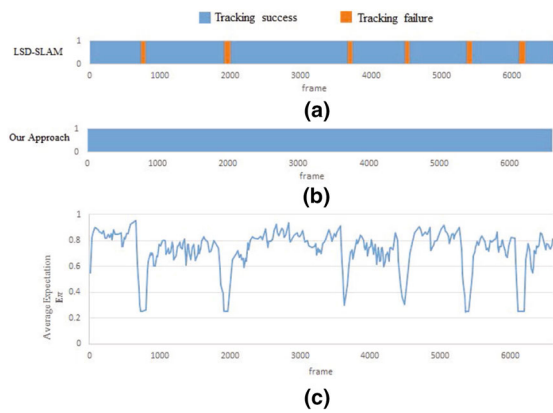 Tracking success Tracking failure
LSD-SLAM
1
0
0 1000 2000 3000 4000 5000 6000
frame
(a)
Our Approach
1
0
0 1000 2000 3000 4000 5000 6000
frame
(b)
Average Expectation
Eπ
1
0.8
0.6
0.4
0.2
0
0 1000 2000 3000 4000 5000 6000
frame
(c)